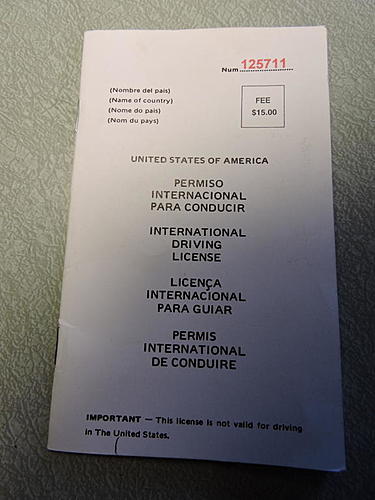 Num 125711
(Nombre del pais)
(Name of country)
(Nome do pais)
(Nom du pays)
FEE
$15.00
UNITED STATES OF AMERICA
PERMISO
INTERNACIONAL
PARA CONDUCIR
INTERNATIONAL
DRIVING
LICENSE
LICENÇA
INTERNACIONAL
PARA GUIAR
PERMIS
INTERNATIONAL
DE CONDUIRE
IMPORTANT — This license is not valid for driving
in The United States.